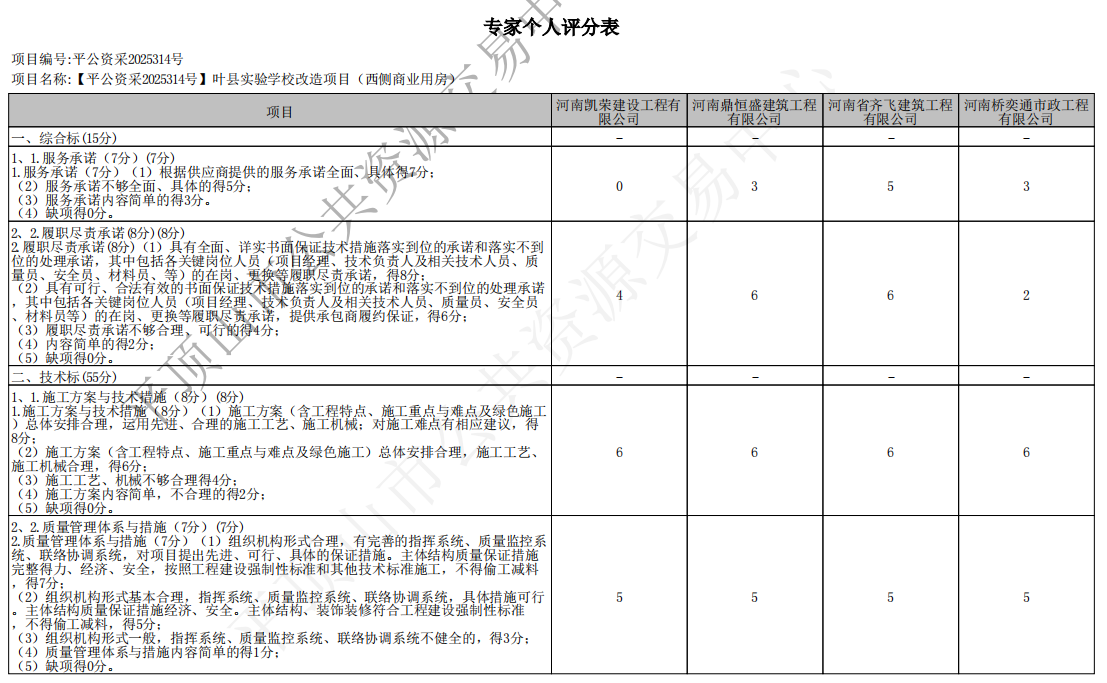 专家个人评分表
项目编号:平公资采2025314号
项目名称:【平公资采2025314号】叶县实验学校改造项目（西侧商业用房）
项目
河南凯荣建设工程有
限公司
河南鼎恒盛建筑工程
有限公司
河南省齐飞建筑工程
有限公司
河南桥奕通市政工程
有限公司
一、综合标(15分)
－
－
－
－
1、1.服务承诺（7分）(7分)
1.服务承诺（7分）（1）根据供应商提供的服务承诺全面、具体得7分；
（2）服务承诺不够全面、具体的得5分；
（3）服务承诺内容简单的得3分。
（4）缺项得0分。
0
3
5
3
2、2.履职尽责承诺(8分)(8分)
2.履职尽责承诺(8分)（1）具有全面、详实书面保证技术措施落实到位的承诺和落实不到
位的处理承诺，其中包括各关键岗位人员（项目经理、技术负责人及相关技术人员、质
量员、安全员、材料员、等）的在岗、更换等履职尽责承诺，得8分；
（2）具有可行、合法有效的书面保证技术措施落实到位的承诺和落实不到位的处理承诺
，其中包括各关键岗位人员（项目经理、技术负责人及相关技术人员、质量员、安全员
、材料员等）的在岗、更换等履职尽责承诺，提供承包商履约保证，得6分；
（3）履职尽责承诺不够合理、可行的得4分；
（4）内容简单的得2分；
（5）缺项得0分。
4
6
6
2
二、技术标(55分)
－
－
－
－
1、1.施工方案与技术措施（8分）(8分)
1.施工方案与技术措施（8分）（1）施工方案（含工程特点、施工重点与难点及绿色施工
）总体安排合理，运用先进、合理的施工工艺、施工机械；对施工难点有相应建议，得
8分；
（2）施工方案（含工程特点、施工重点与难点及绿色施工）总体安排合理，施工工艺、
施工机械合理，得6分；
（3）施工工艺、机械不够合理得4分；
（4）施工方案内容简单，不合理的得2分；
（5）缺项得0分。
6
6
6
6
2、2.质量管理体系与措施（7分）(7分)
2.质量管理体系与措施（7分）（1）组织机构形式合理，有完善的指挥系统、质量监控系
统、联络协调系统，对项目提出先进、可行、具体的保证措施。主体结构质量保证措施
完整得力、经济、安全，按照工程建设强制性标准和其他技术标准施工，不得偷工减料
，得7分；
（2）组织机构形式基本合理，指挥系统、质量监控系统、联络协调系统，具体措施可行
。主体结构质量保证措施经济、安全。主体结构、装饰装修符合工程建设强制性标准
，不得偷工减料，得5分；
（3）组织机构形式一般，指挥系统、质量监控系统、联络协调系统不健全的，得3分；
（4）质量管理体系与措施内容简单的得1分；
（5）缺项得0分。
5
5
5
5
平顶山市公共资源交易中
平顶山市公共资源交易中心